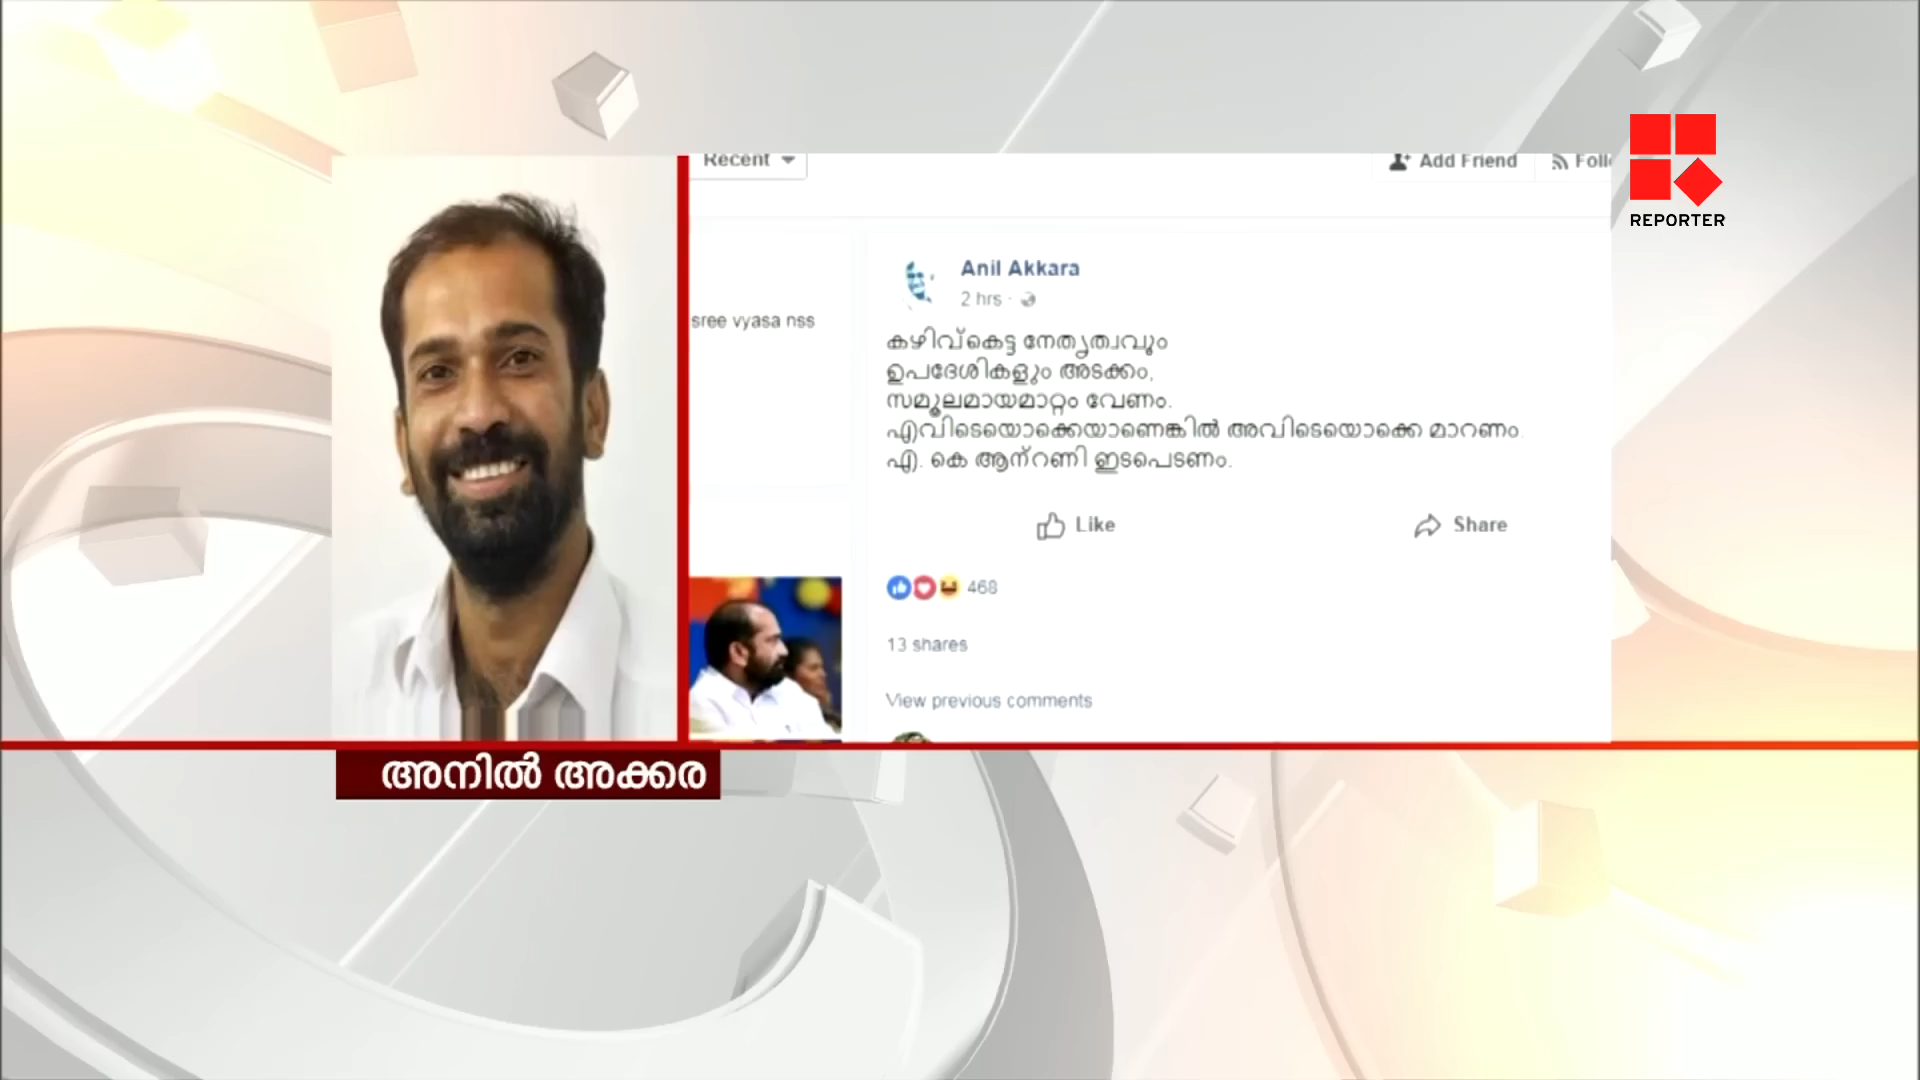 Recent
Add Friend
Foll
REPORTER
Anil Akkara
2 hrs ·
sree vyasa nss
കഴിവ്കെട്ട നേതൃത്വവും
ഉപദേശികളും അടക്കം,
സമൂലമായമാറ്റം വേണം.
എവിടെയൊക്കെയാണെങ്കിൽ അവിടെയൊക്കെ മാറണം.
എ. കെ ആന്റണി ഇടപെടണം.
Like
Share
468
13 shares
View previous comments
അനിൽ അക്കര